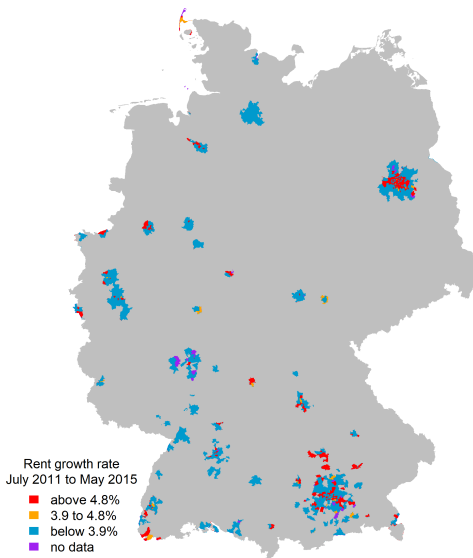 Rent growth rate
July 2011 to May 2015
above 4.8%
3.9 to 4.8%
below 3.9%
no data